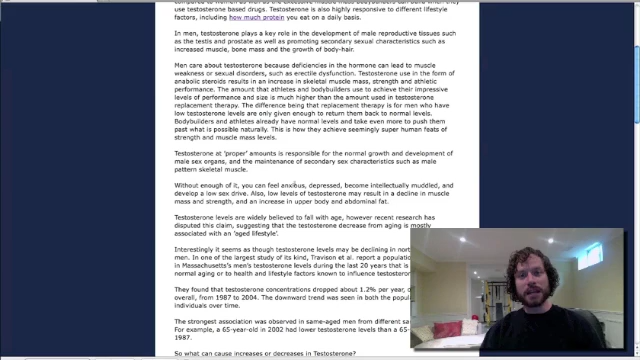 use testosterone based drugs. Testosterone is also highly responsive to different lifestyle
factors, including how much protein you eat on a daily basis.
In men, testosterone plays a key role in the development of male reproductive tissues such
as the testis and prostate as well as promoting secondary sexual characteristics such as
increased muscle, bone mass and the growth of body-hair.
Men care about testosterone because deficiencies in the hormone can lead to muscle
weakness or sexual disorders, such as erectile dysfunction. Testosterone use in the form of
anabolic steroids results in an increase in skeletal muscle mass, strength and athletic
performance. The amount that athletes and bodybuilders use to achieve their impressive
levels of performance and size is much higher than the amount used in testosterone
replacement therapy. The difference being that replacement therapy is for men who have
low testosterone levels are only given enough to return them back to normal levels.
Bodybuilders and athletes already have normal levels and take even more to push them
past what is possible naturally. This is how they achieve seemingly super human feats of
strength and muscle mass levels.
Testosterone at 'proper' amounts is responsible for the normal growth and development of
male sex organs, and the maintenance of secondary sex characteristics such as male
pattern skeletal muscle.
Without enough of it, you can feel anxious, depressed, become intellectually muddled, and
develop a low sex drive. Also, low levels of testosterone may result in a decline in muscle
mass and strength, and an increase in upper body and abdominal fat.
Testosterone levels are widely believed to fall with age, however recent research has
disputed this claim, suggesting that the testosterone decrease from aging is mostly
associated with an 'aged lifestyle'.
Interestingly it seems as though testosterone levels may be declining in
men. In one of the largest study of its kind, Travison et al. report a
in Massachusetts's men's testosterone levels during the last 20 years that is
normal aging or to health and lifestyle factors known to influence
They found that testosterone concentrations dropped about 1.2% per year,
overall, from 1987 to 2004. The downward trend was seen in both the
individuals over time.
The strongest association was observed in same-aged men from different
For example, a 65-year-old in 2002 had lower testosterone levels than a
1987.
So what can cause increases or decreases in Testosterone?